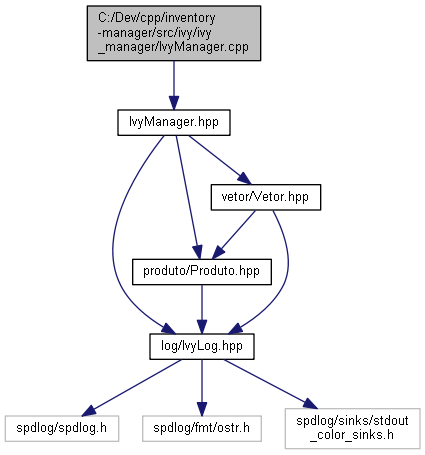 C:/Dev/cpp/inventory
-manager/src/ivy/ivy
_manager/IvyManager.cpp
IvyManager.hpp
vetor/Vetor.hpp
produto/Produto.hpp
log/IvyLog.hpp
spdlog/spdlog.h
spdlog/fmt/ostr.h
spdlog/sinks/stdout
_color_sinks.h